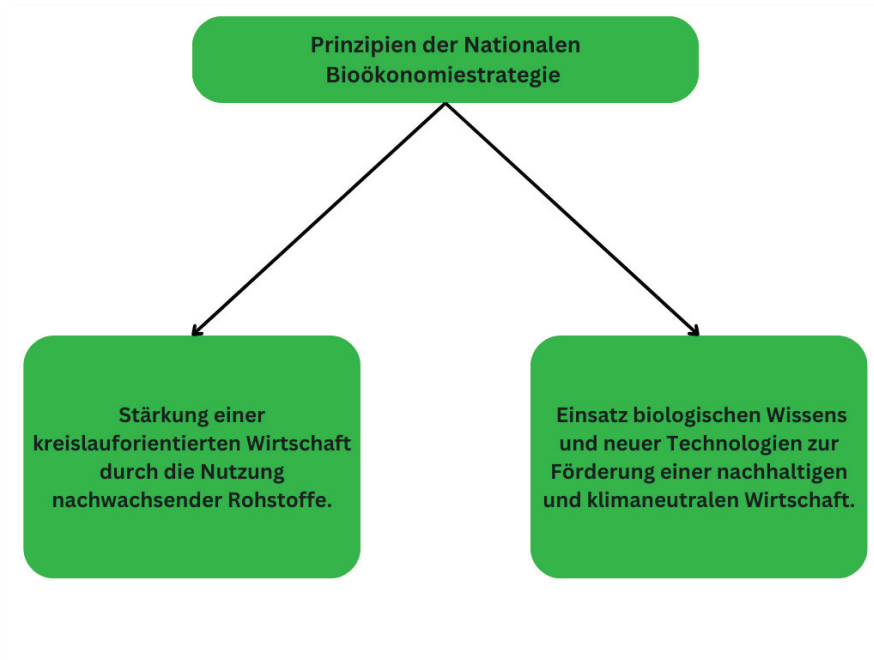 Prinzipien der Nationalen
Bioökonomiestrategie
Stärkung einer
kreislauforientierten Wirtschaft
durch die Nutzung
nachwachsender Rohstoffe.
Einsatz biologischen Wissens
und neuer Technologien zur
Förderung einer nachhaltigen
und klimaneutralen Wirtschaft.